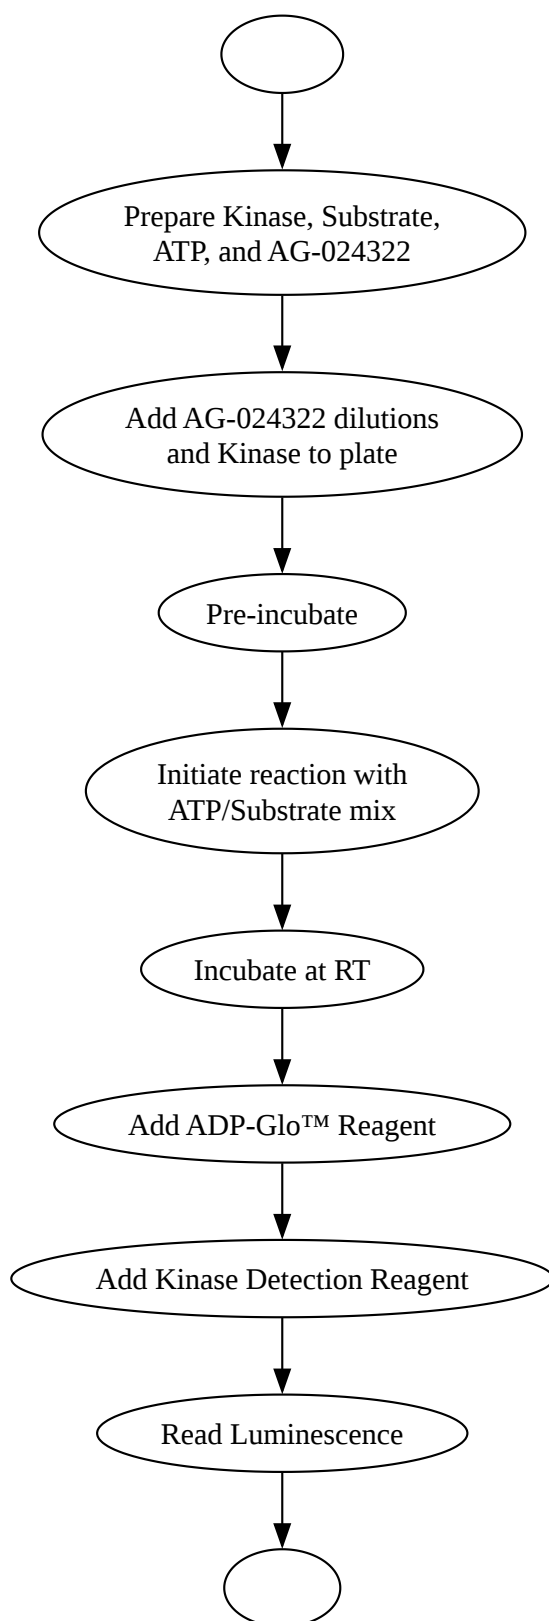 Prepare Kinase, Substrate,
ATP, and AG-024322
Add AG-024322 dilutions
and Kinase to plate
Pre-incubate
Initiate reaction with
ATP/Substrate mix
Incubate at RT
Add ADP-Glo™ Reagent
Add Kinase Detection Reagent
Read Luminescence